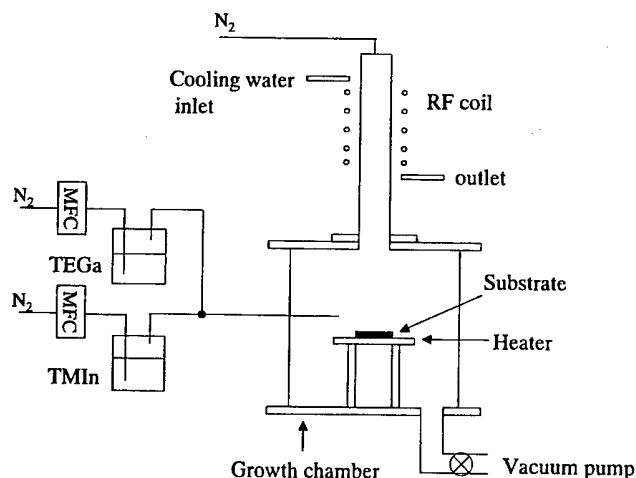 N₂
Cooling water
inlet
RF coil
outlet
N₂
MFC
TEGa
N₂
MFC
TMIn
Substrate
Heater
Growth chamber
Vacuum pump